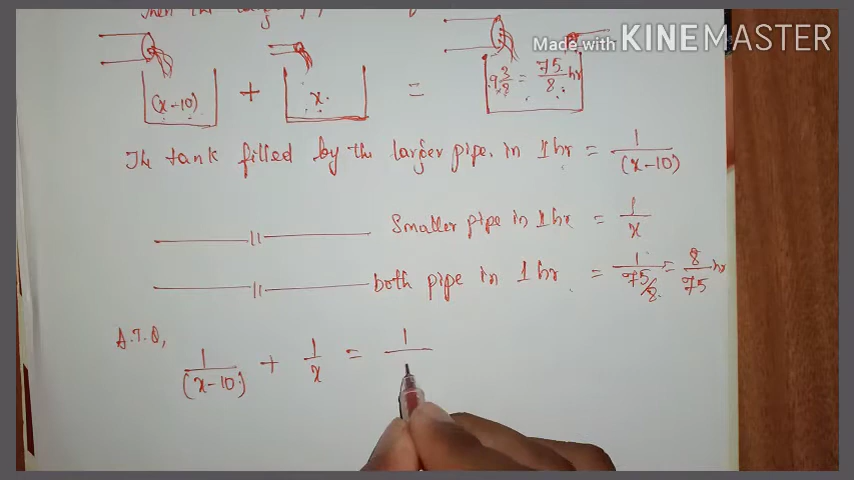 Made with KINEMASTER
(x-10) + x. = 9 3/8 = 75/8 hr
The tank filled by the larger pipe, in 1 hr = 1/(x-10)
—— 11 —— Smaller pipe in 1 hr = 1/x
—— 11 —— both pipe in 1 hr = 1/75/8 = 8/75 hr
A.T.Q,
1/(x-10) + 1/x = 1/